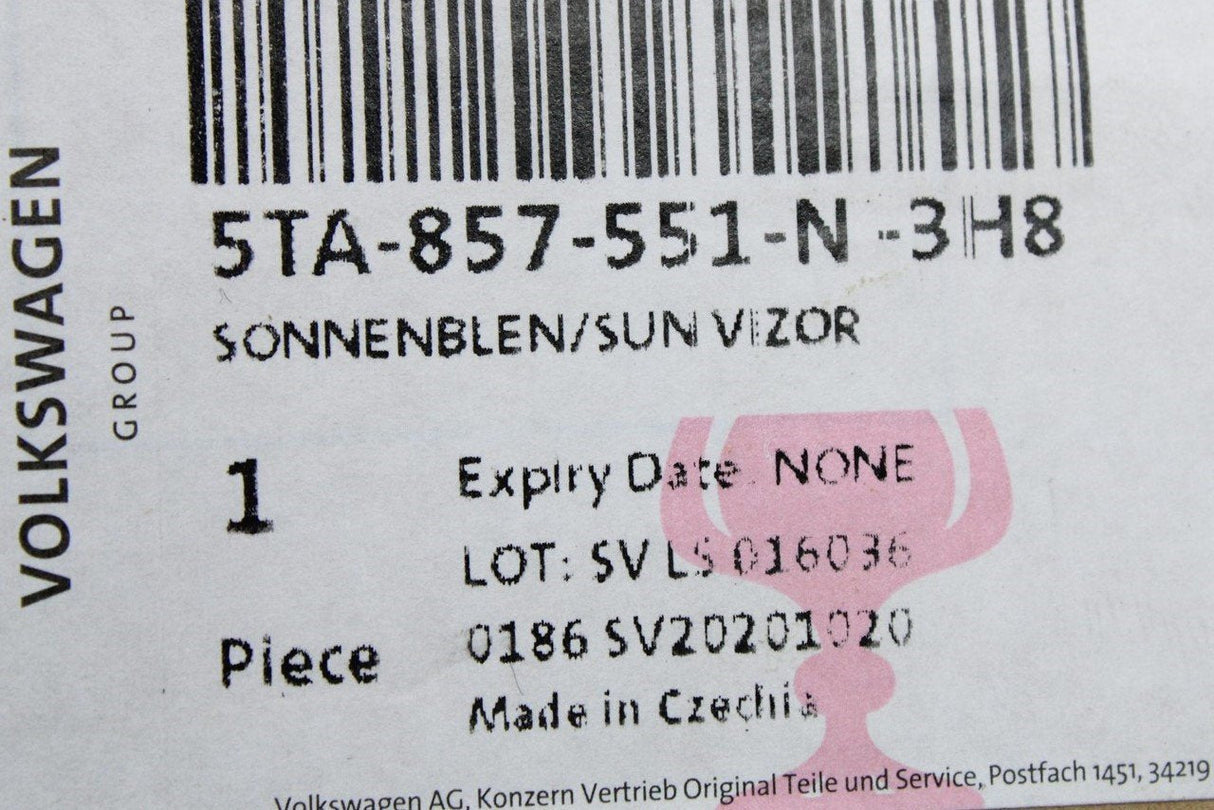 VOLKSWAGEN
GROUP
5TA-857-551-N -3H8
SONNENBLEN/SUN VIZOR
1
Piece
Expiry Date: NONE
LOT: SV LS 016036
0186 SV20201020
Made in Czechia
Volkswagen AG, Konzern Vertrieb Original Teile und Service, Postfach 1451, 34219